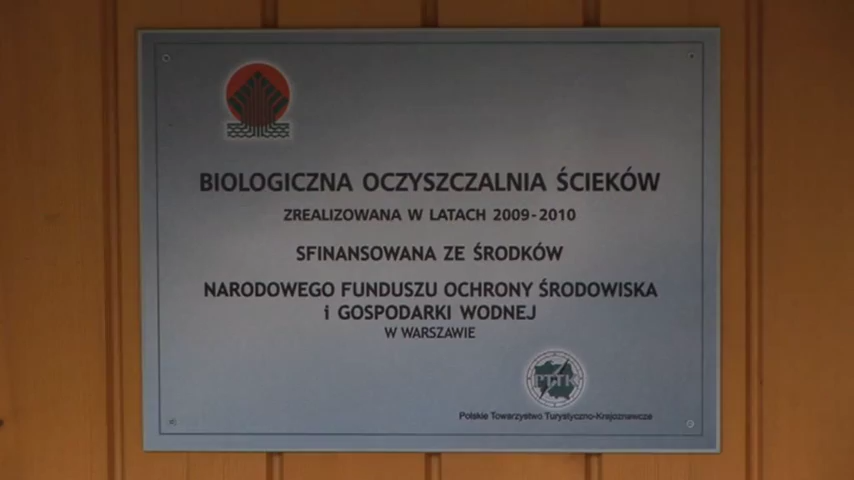 BIOLOGICZNA OCZYSZCZALNIA ŚCIEKÓW
ZREALIZOWANA W LATACH 2009-2010
SFINANSOWANA ZE ŚRODKÓW
NARODOWEGO FUNDUSZU OCHRONY ŚRODOWISKA
i GOSPODARKI WODNEJ
W WARSZAWIE
PTTK
Polskie Towarzystwo Turystyczno-Krajoznawcze